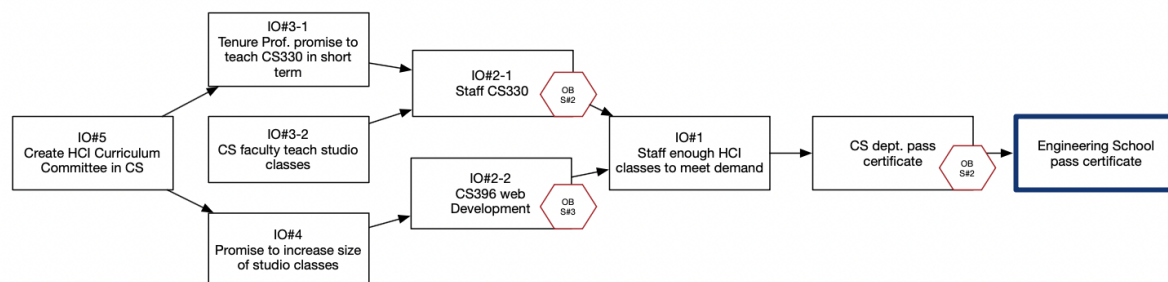 IO#3-1
Tenure Prof. promise to
teach CS330 in short
term
IO#2-1
Staff CS330
OB
S#2
IO#5
Create HCI Curriculum
Committee in CS
IO#3-2
CS faculty teach studio
classes
IO#1
Staff enough HCI
classes to meet demand
CS dept. pass
certificate
OB
S#2
Engineering School
pass certificate
IO#2-2
CS396 web
Development
OB
S#3
IO#4
Promise to increase size
of studio classes